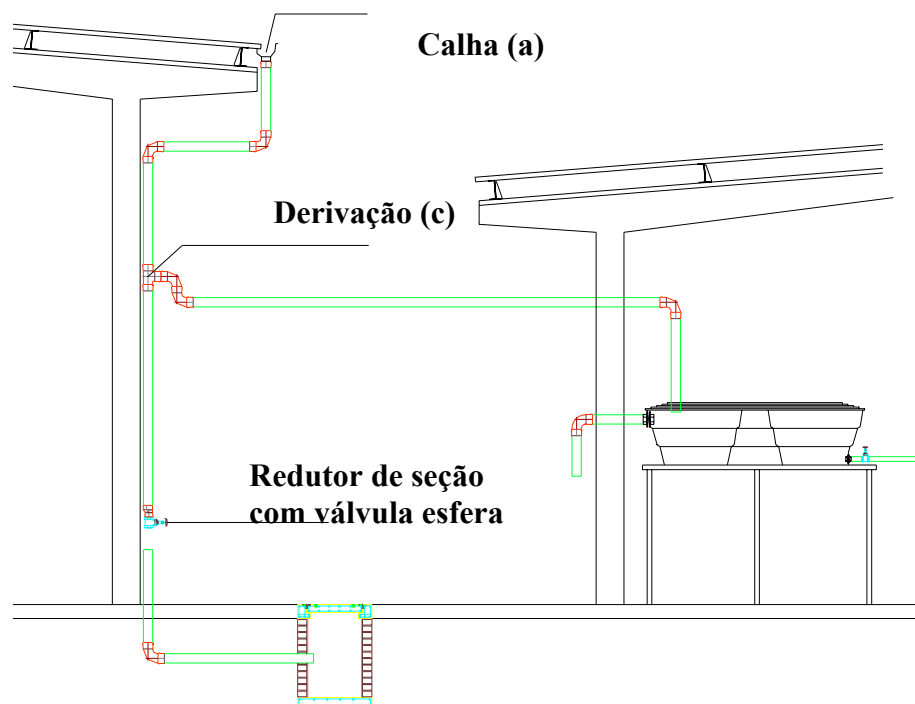 Calha (a)
Derivação (c)
Redutor de seção
com válvula esfera